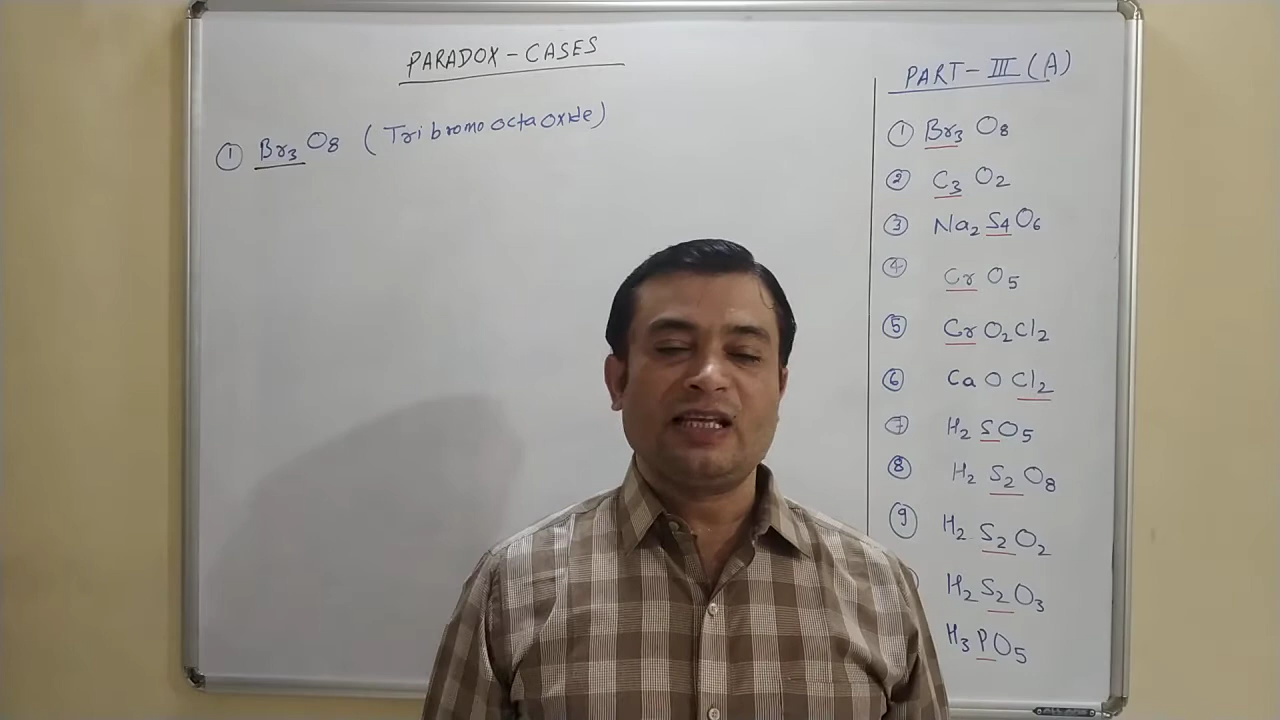 PARADOX - CASES
① Br3 O8 (Tri bromo octa oxide)
PART - III (A)
① Br3 O8
② C3 O2
③ Na2 S4 O6
④ Cr O5
⑤ Cr O2 Cl2
⑥ Ca O Cl2
⑦ H2 S O5
⑧ H2 S2 O8
⑨ H2 S2 O2
H2 S2 O3
H3 P O5